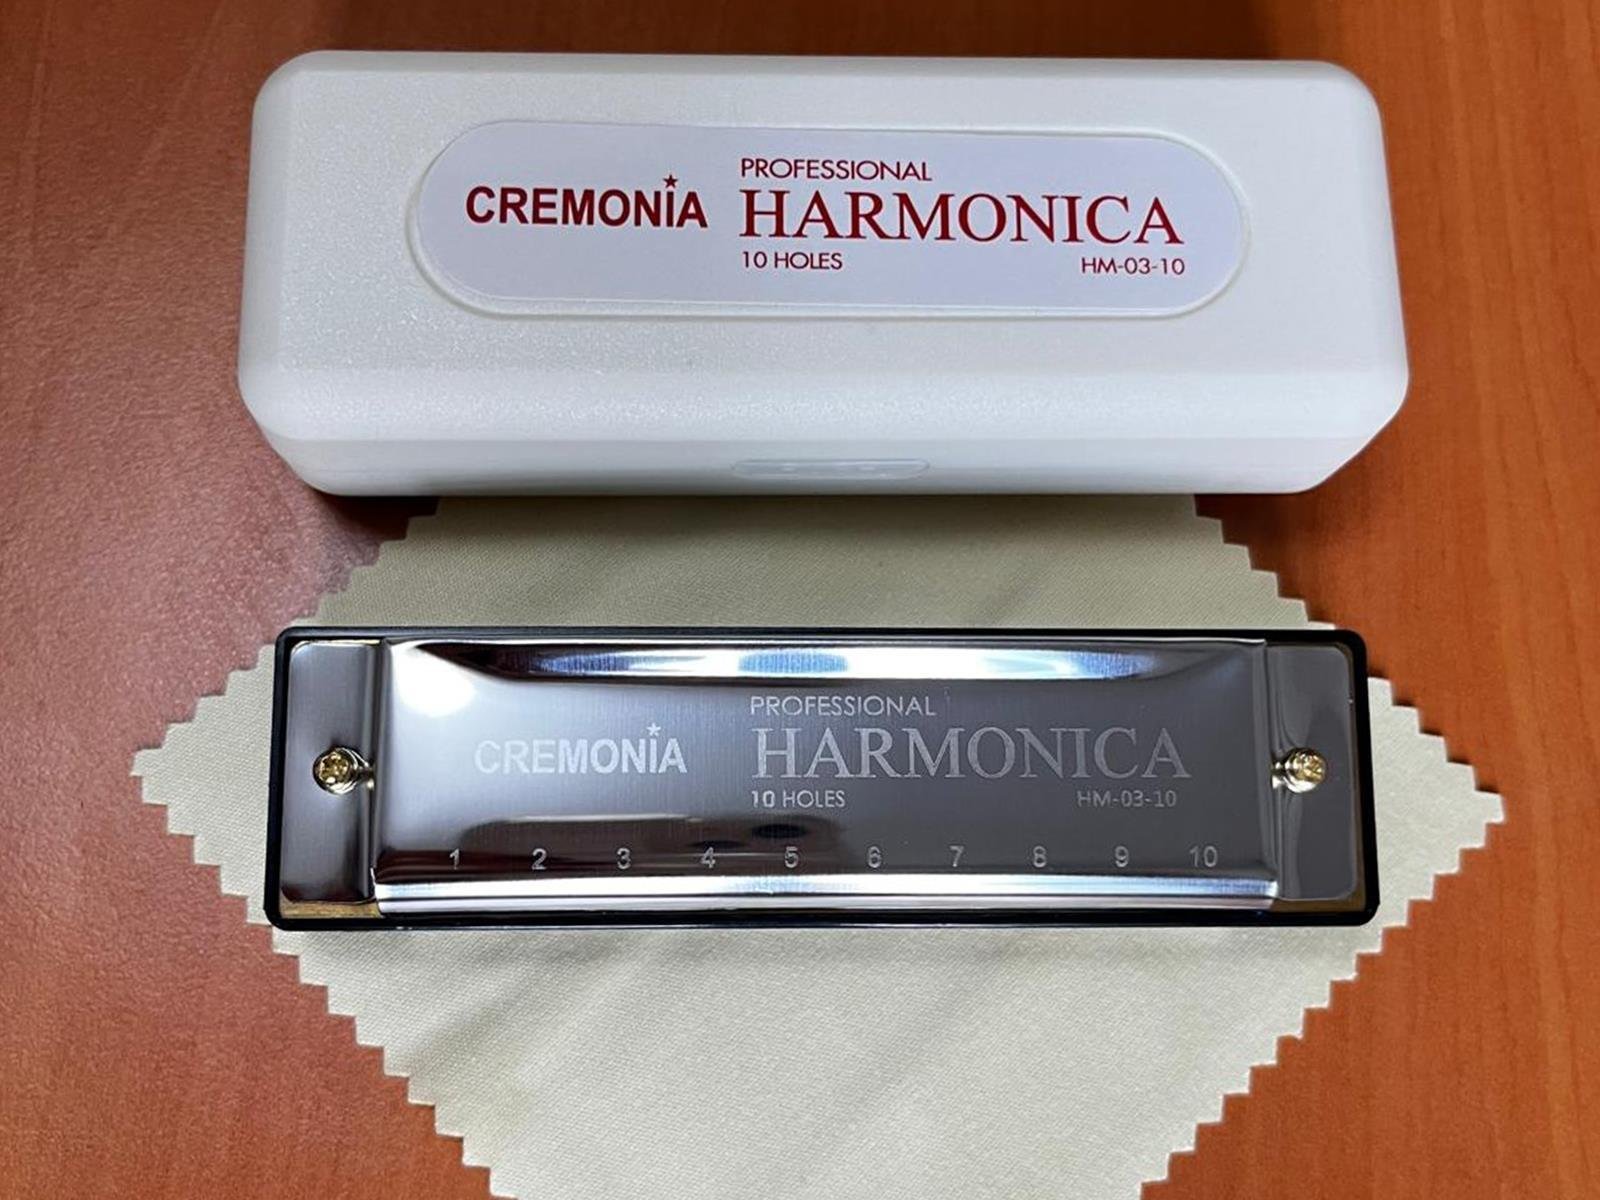 PROFESSIONAL
CREMONIA HARMONICA
10 HOLES HM-03-10
PROFESSIONAL
CREMONIA HARMONICA
10 HOLES HM-03-10
1 2 3 4 5 6 7 8 9 10